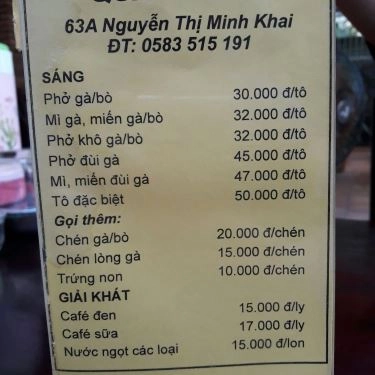 63A Nguyễn Thị Minh Khai
ĐT: 0583 515 191
SÁNG
Phở gà/bò 30.000 đ/tô
Mì gà, miến gà/bò 32.000 đ/tô
Phở khô gà/bò 32.000 đ/tô
Phở đùi gà 45.000 đ/tô
Mì, miến đùi gà 47.000 đ/tô
Tô đặc biệt 50.000 đ/tô
Gọi thêm:
Chén gà/bò 20.000 đ/chén
Chén lòng gà 15.000 đ/chén
Trứng non 10.000 đ/chén
GIẢI KHÁT
Café đen 15.000 đ/ly
Café sữa 17.000 đ/ly
Nước ngọt các loại 15.000 đ/lon